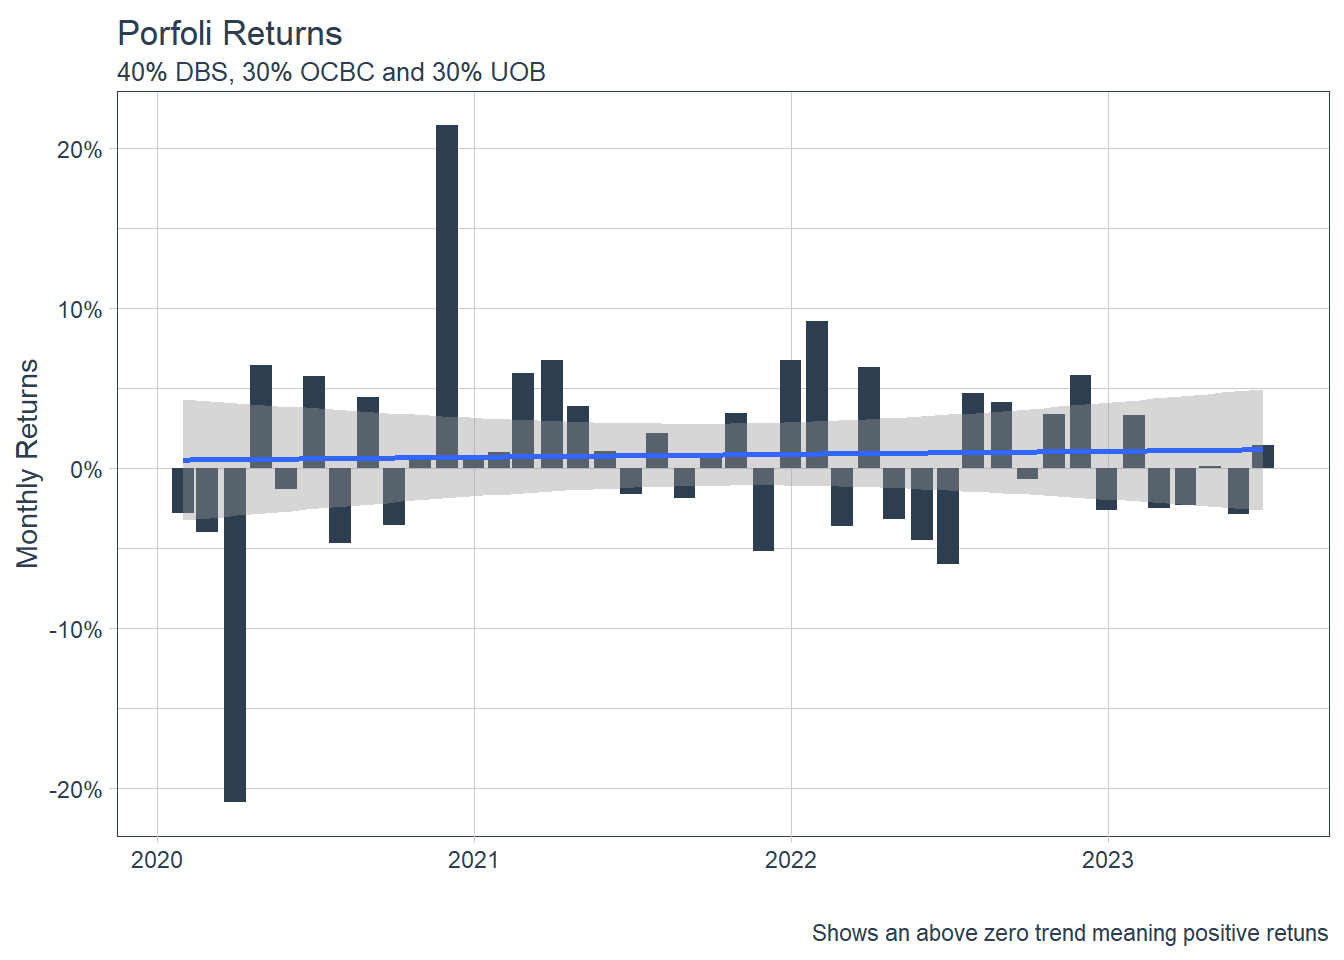 Porfoli Returns
40% DBS, 30% OCBC and 30% UOB
Monthly Returns
20%
10%
0%
-10%
-20%
2020
2021
2022
2023
Shows an above zero trend meaning positive retuns